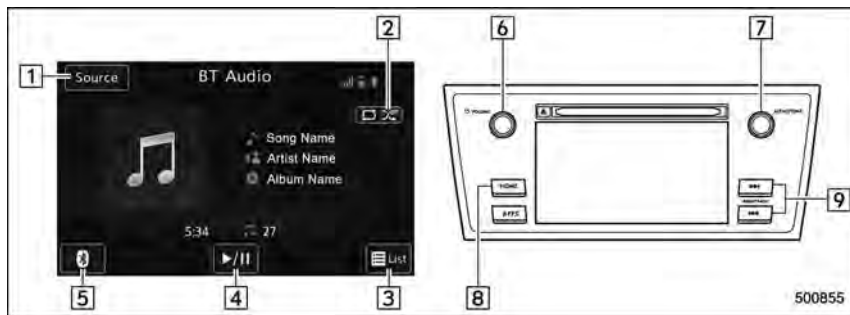 2
6
7
1
Source
BT Audio
VOLUME
Song Name
Artist Name
Album Name
HOME
9
5:34
27
List
5
4
3
8
500855